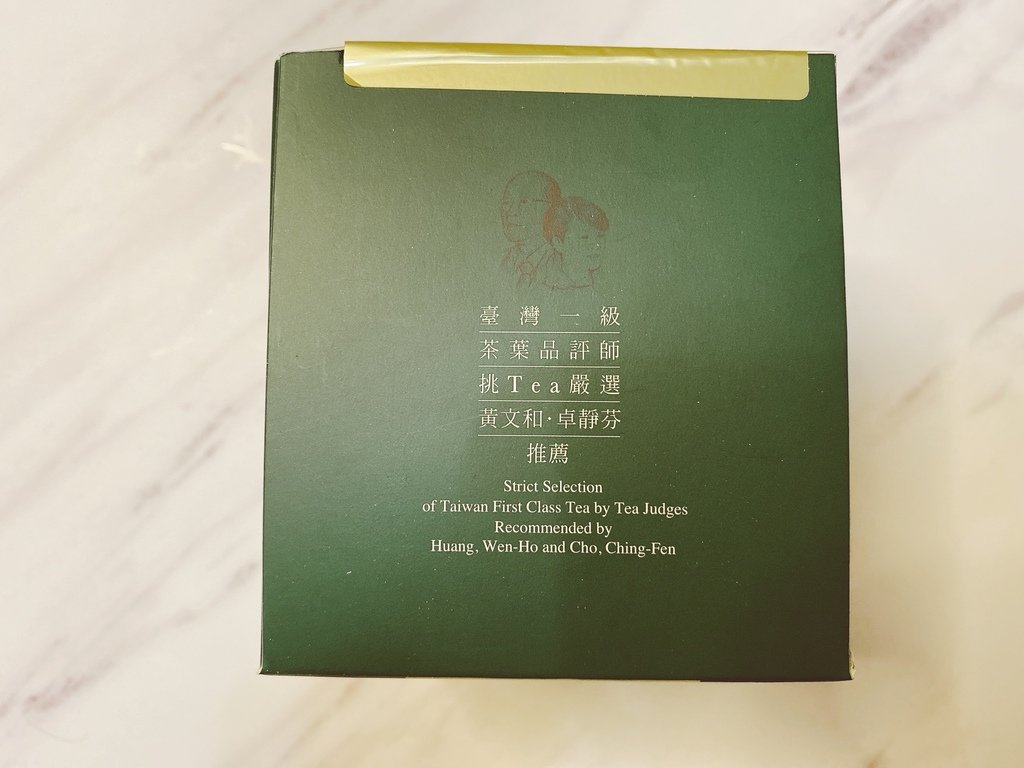 臺灣一級
茶葉品評師
挑Tea嚴選
黃文和·卓靜芬
推薦
Strict Selection
of Taiwan First Class Tea by Tea Judges
Recommended by
Huang, Wen-Ho and Cho, Ching-Fen